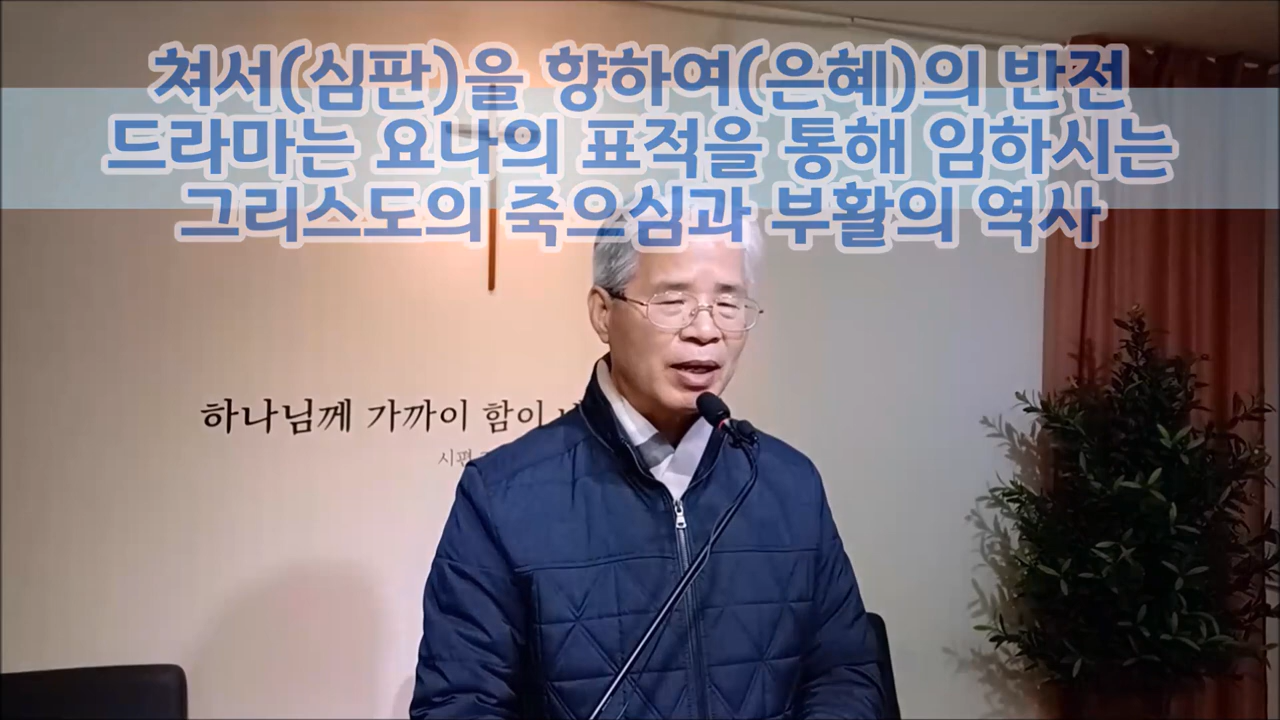 쳐서(심판)을 향하여(은혜)의 반전
드라마는 요나의 표적을 통해 임하시는
그리스도의 죽으심과 부활의 역사
하나님께 가까이 함이
시편